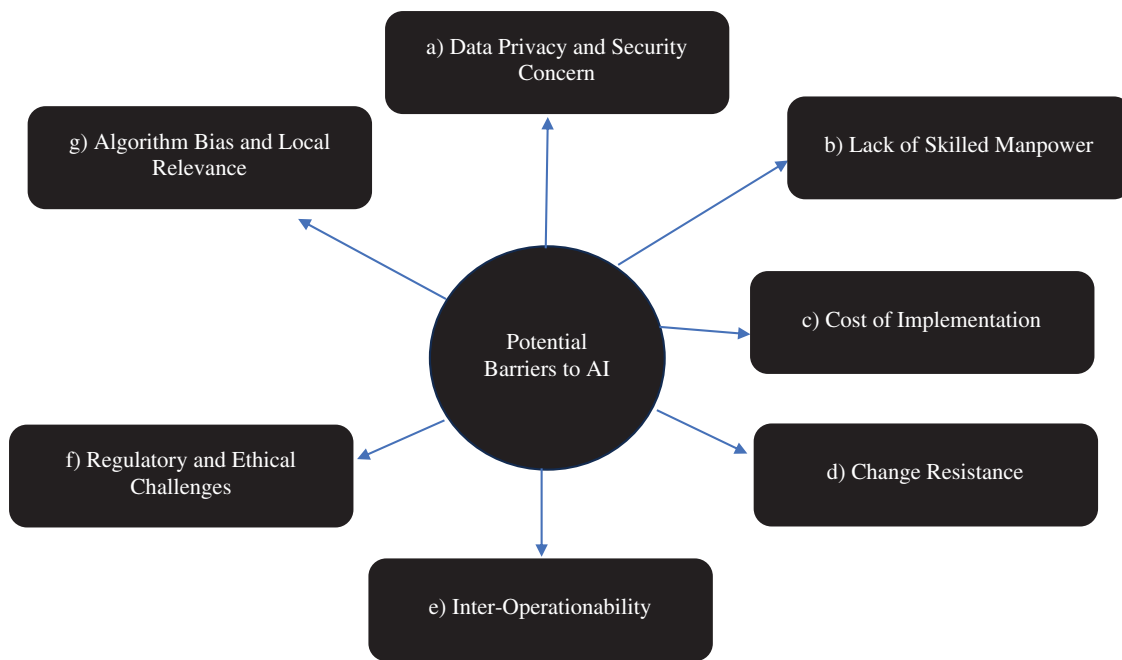 a) Data Privacy and Security
Concern
b) Lack of Skilled Manpower
c) Cost of Implementation
d) Change Resistance
e) Inter-Operationability
f) Regulatory and Ethical
Challenges
g) Algorithm Bias and Local
Relevance
Potential
Barriers to AI